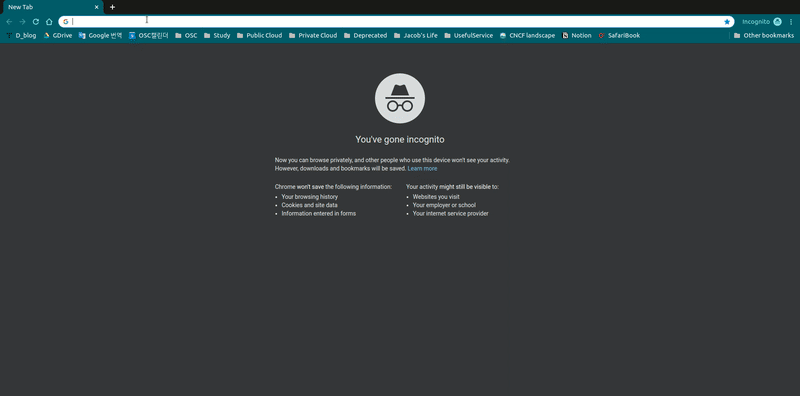 New Tab
G
Incognito
D_blog GDrive Google 번역 OSC캘린더 OSC Study Public Cloud Private Cloud Deprecated Jacob's Life UsefulService CNCF landscape Notion SafariBook Other bookmarks
You've gone incognito
Now you can browse privately, and other people who use this device won't see your activity.
However, downloads and bookmarks will be saved. Learn more
Chrome won't save the following information:
Your browsing history
Cookies and site data
Information entered in forms
Your activity might still be visible to:
Websites you visit
Your employer or school
Your internet service provider